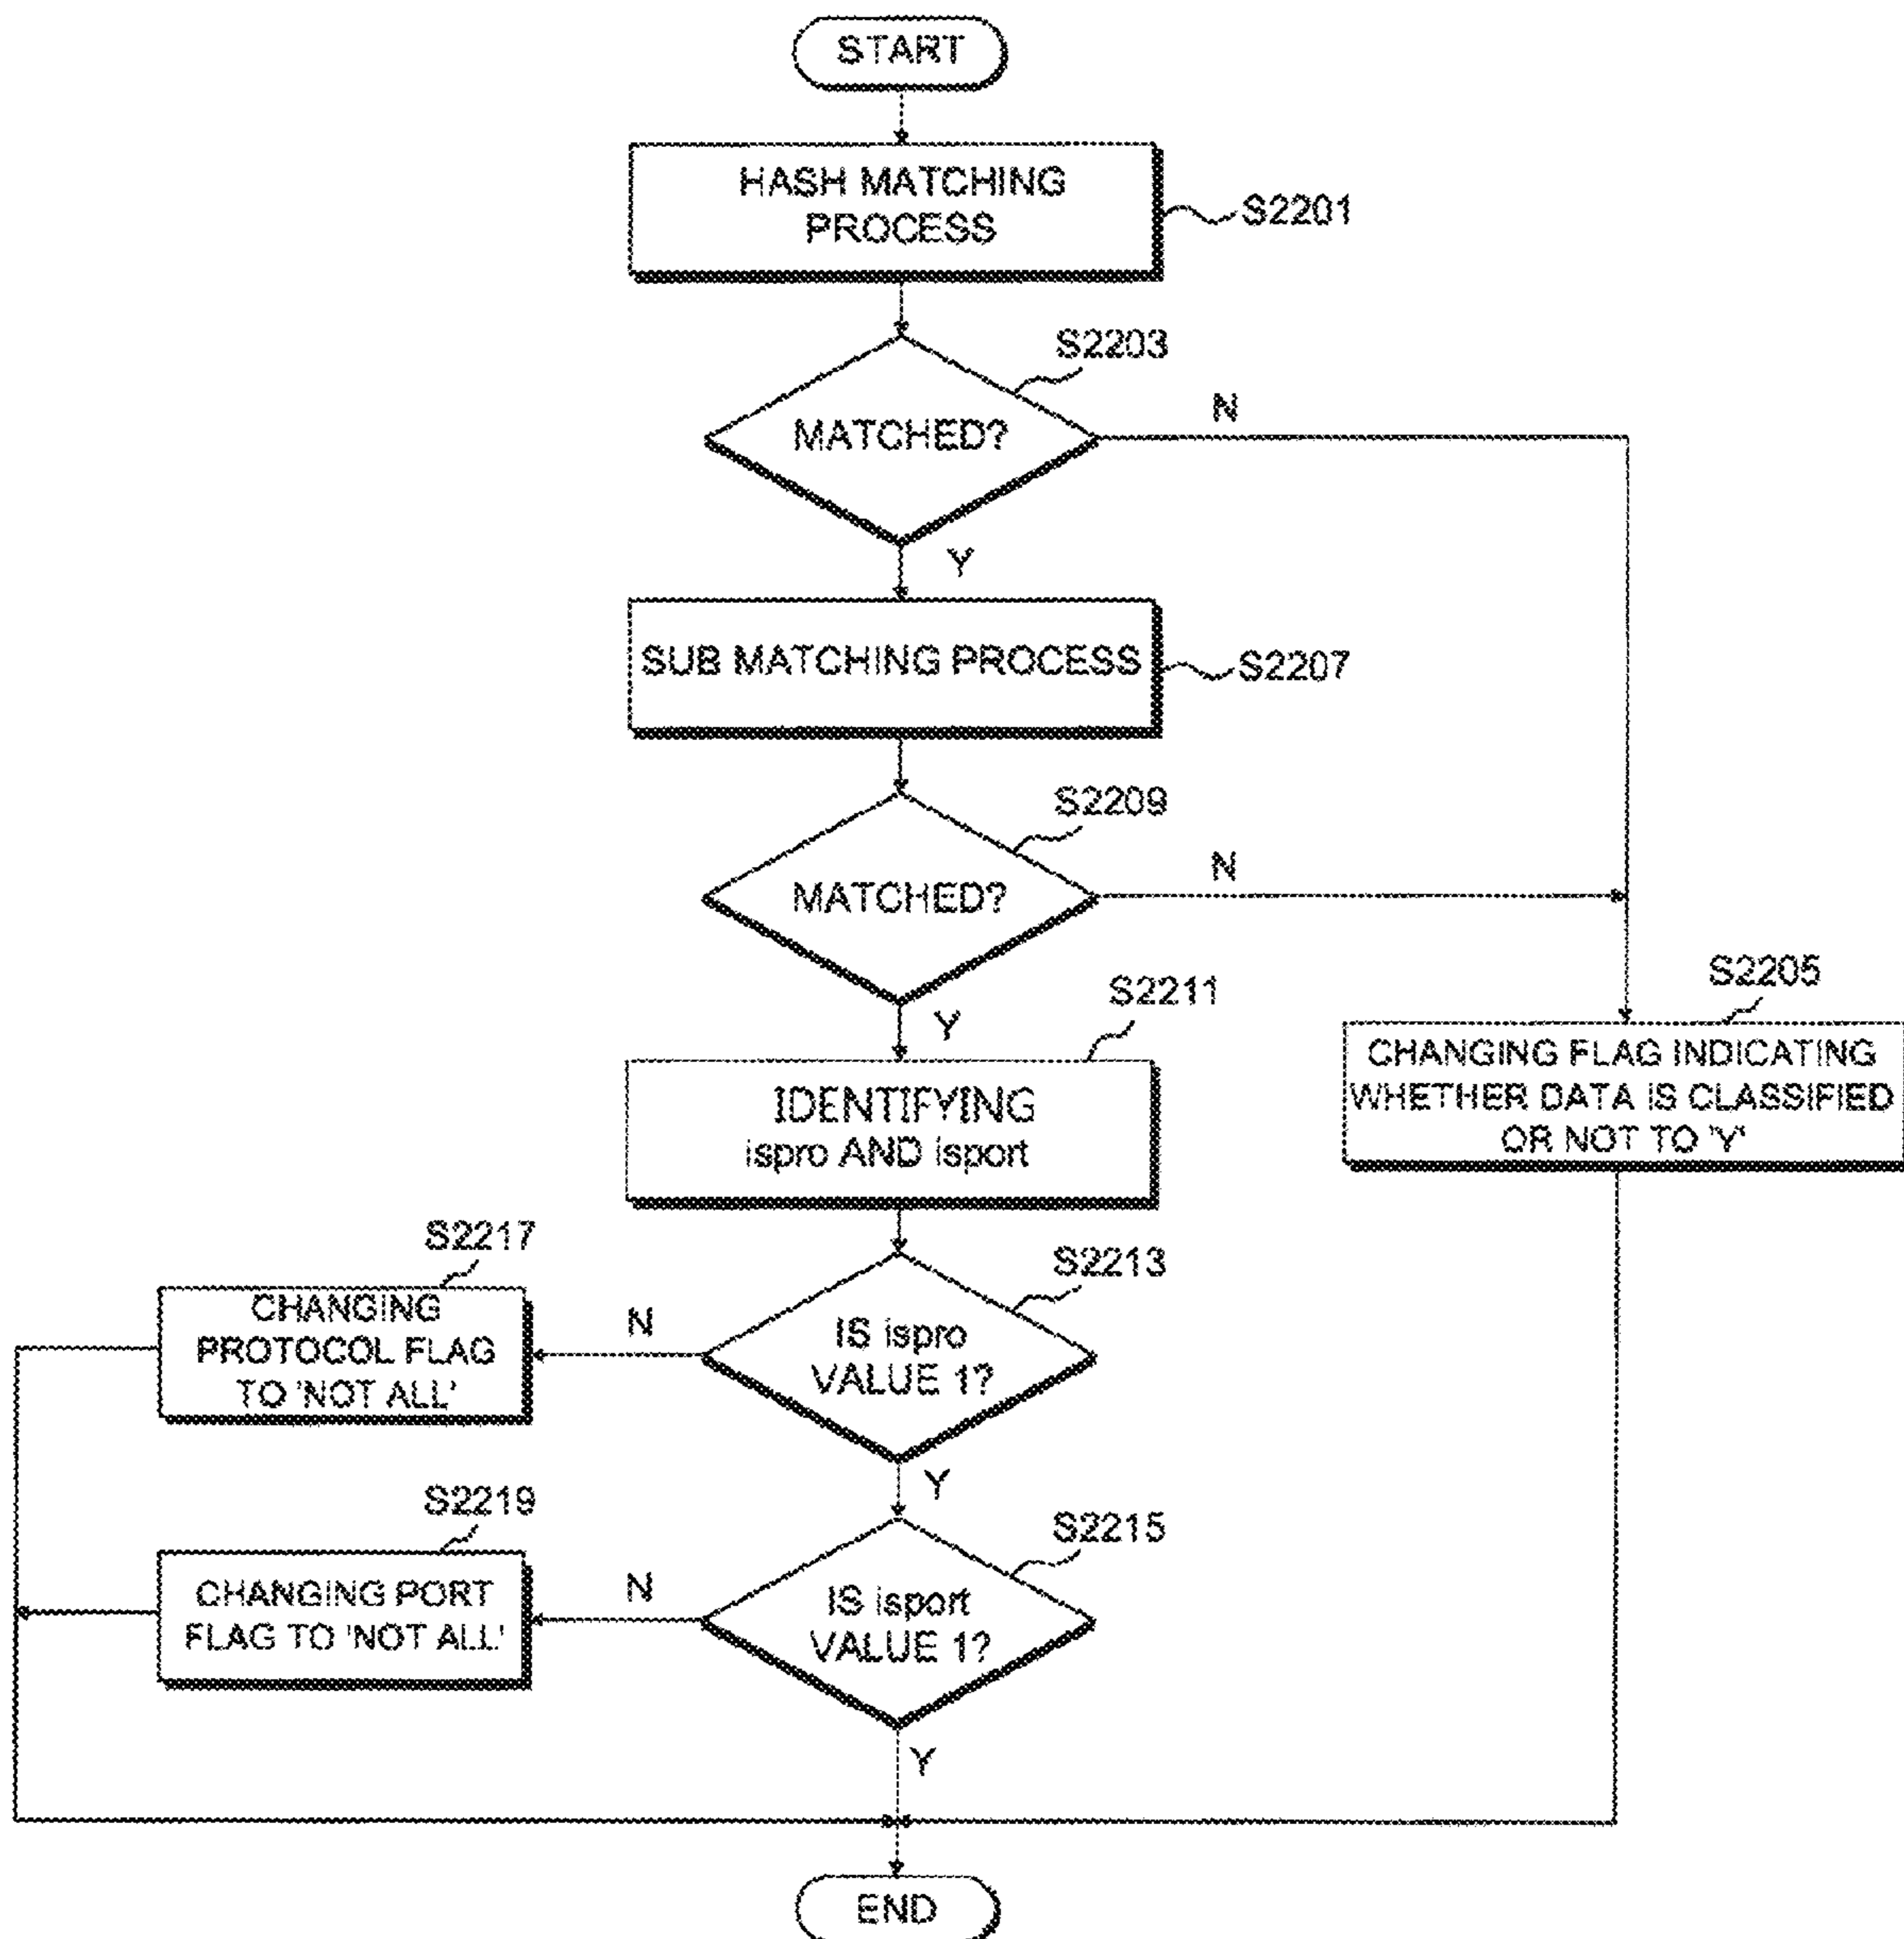 START
HASH MATCHING
PROCESS
S2201
S2203
MATCHED?
N
Y
SUB MATCHING PROCESS
S2207
S2209
MATCHED?
N
Y
S2205
CHANGING FLAG INDICATING
WHETHER DATA IS CLASSIFIED
OR NOT TO 'Y'
S2211
IDENTIFYING
ispro AND isport
S2213
IS ispro
VALUE 1?
N
Y
S2217
CHANGING
PROTOCOL FLAG
TO 'NOT ALL'
S2215
IS isport
VALUE 1?
N
Y
S2219
CHANGING PORT
FLAG TO 'NOT ALL'
END